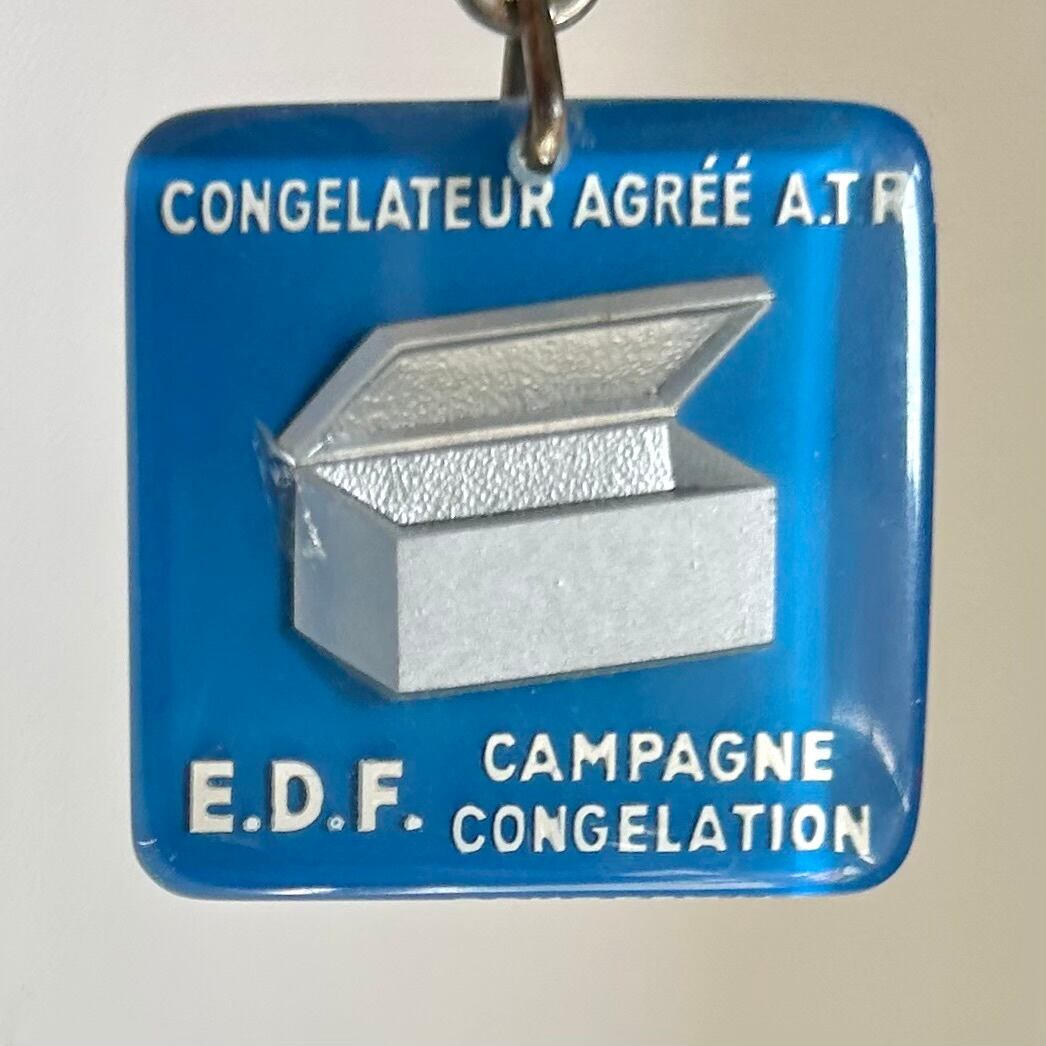 CONGELATEUR AGRÉÉ A.T R
E.D.F.
CAMPAGNE
CONGELATION